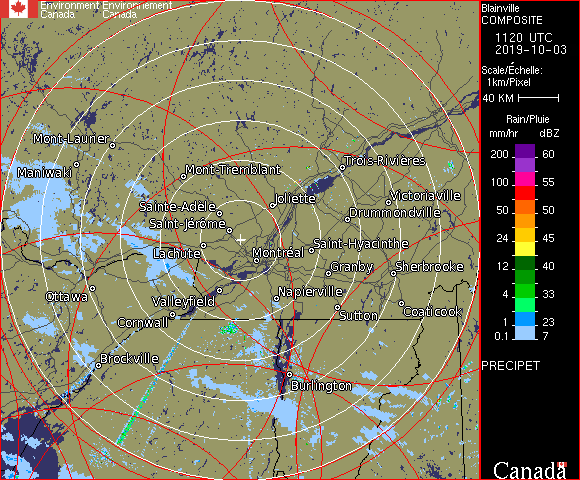 Environment Environnement
Canada Canada
Blainville
COMPOSITE
1120 UTC
2019-10-03
Scale/Échelle:
1km/Pixel
40 KM
Rain/Pluie
mm/hr dBZ
200 60
100 55
50 50
24 45
12 40
4 33
1 23
0.1 7
PRECIPET
Canada
Mont-Laurier
Maniwaki
Mont-Tremblant
Trois-Rivières
Joliette
Victoriaville
Sainte-Adèle
Drummondville
Saint-Jérôme
Saint-Hyacinthe
Lachute
Montréal
Granby
Sherbrooke
Ottawa
Valleyfield
Napierville
Cornwall
Sutton
Coaticook
Brockville
Burlington